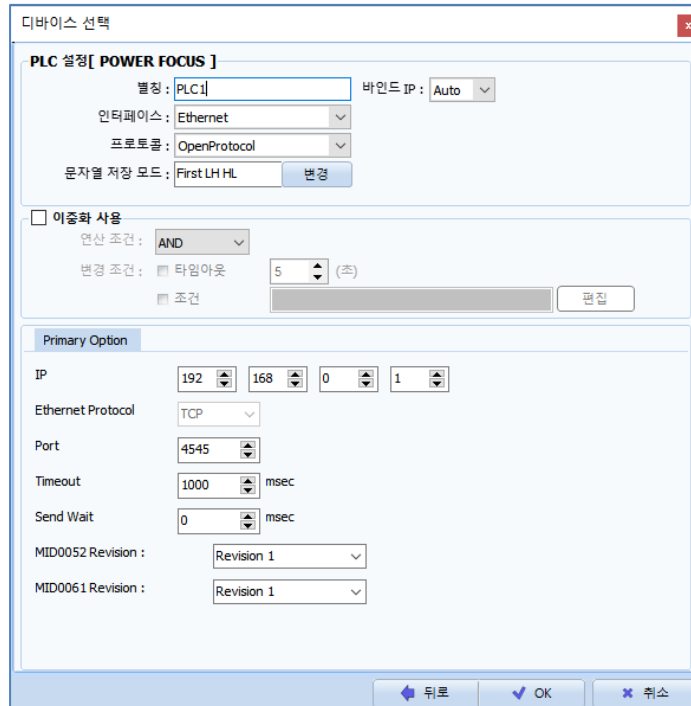 디바이스 선택
PLC 설정[ POWER FOCUS ]
별칭 : PLC1 바인드 IP : Auto
인터페이스 : Ethernet
프로토콜 : OpenProtocol
문자열 저장 모드 : First LH HL 변경
이중화 사용
연산 조건 : AND
변경 조건 : 타임아웃 5 (초)
조건 편집
Primary Option
IP 192 168 0 1
Ethernet Protocol TCP
Port 4545
Timeout 1000 msec
Send Wait 0 msec
MID0052 Revision : Revision 1
MID0061 Revision : Revision 1
뒤로 OK 취소